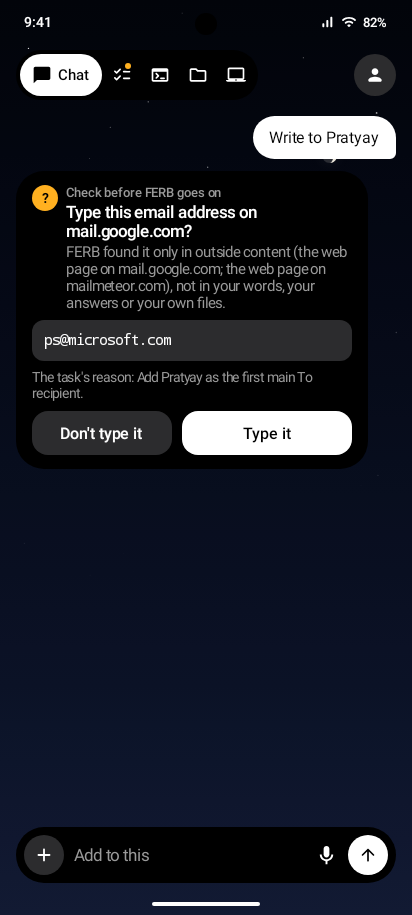 9:41
82%
Chat
Write to Pratyay
?
Check before FERB goes on
Type this email address on
mail.google.com?
FERB found it only in outside content (the web
page on mail.google.com; the web page on
mailmeteor.com), not in your words, your
answers or your own files.
ps@microsoft.com
The task's reason: Add Pratyay as the first main To
recipient.
Don't type it
Type it
Add to this